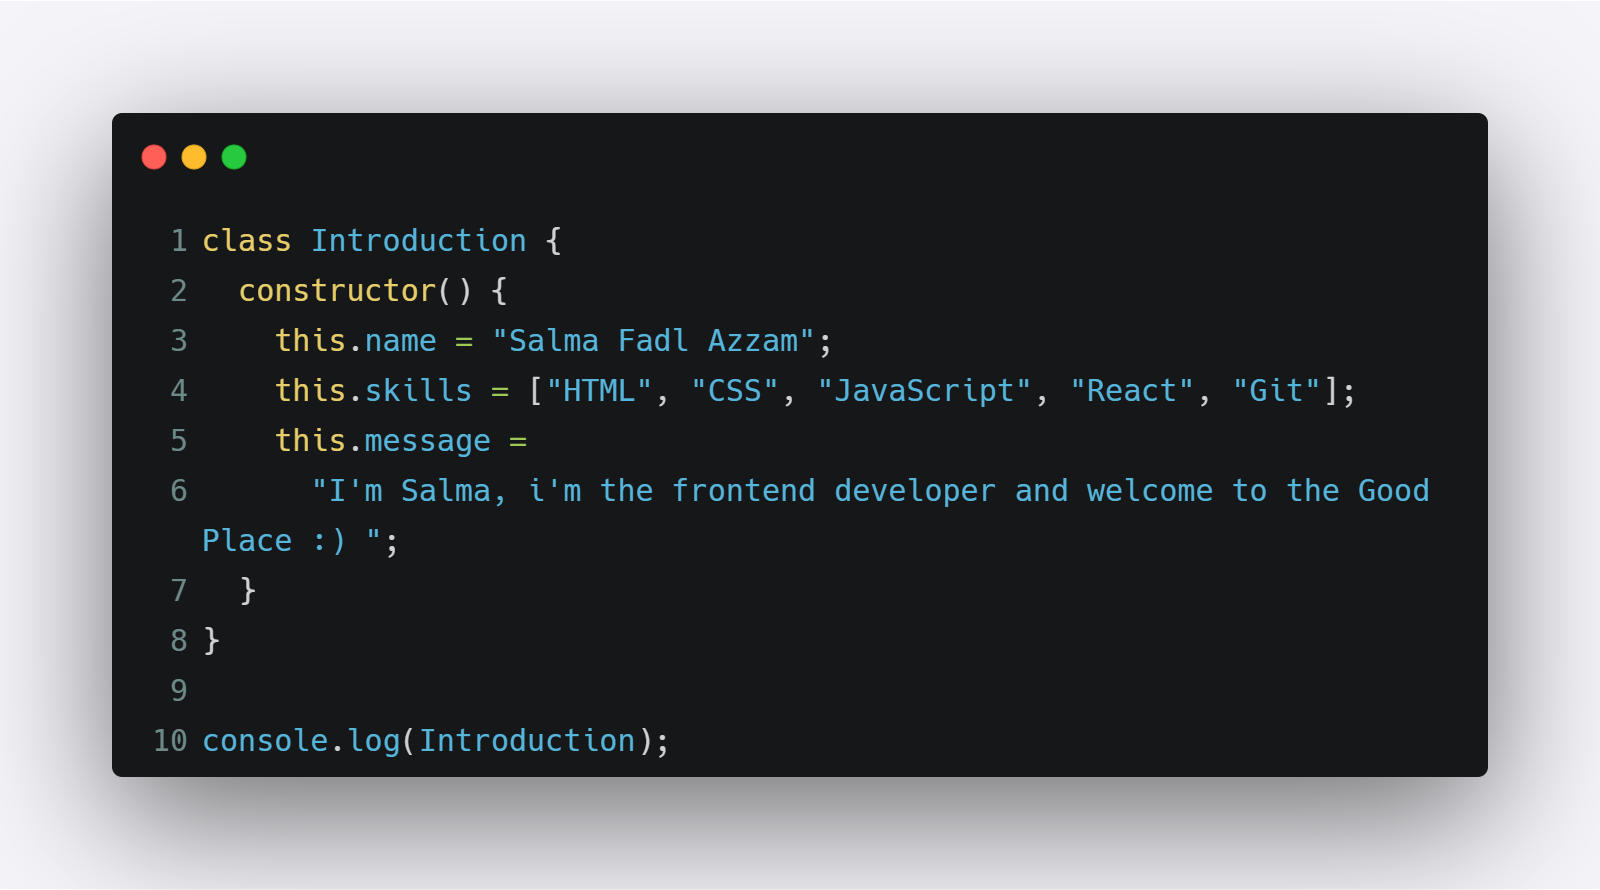 1 class Introduction {
2   constructor() {
3     this.name = "Salma Fadl Azzam";
4     this.skills = ["HTML", "CSS", "JavaScript", "React", "Git"];
5     this.message =
6       "I'm Salma, i'm the frontend developer and welcome to the Good
Place :) ";
7   }
8 }
9
10 console.log(Introduction);